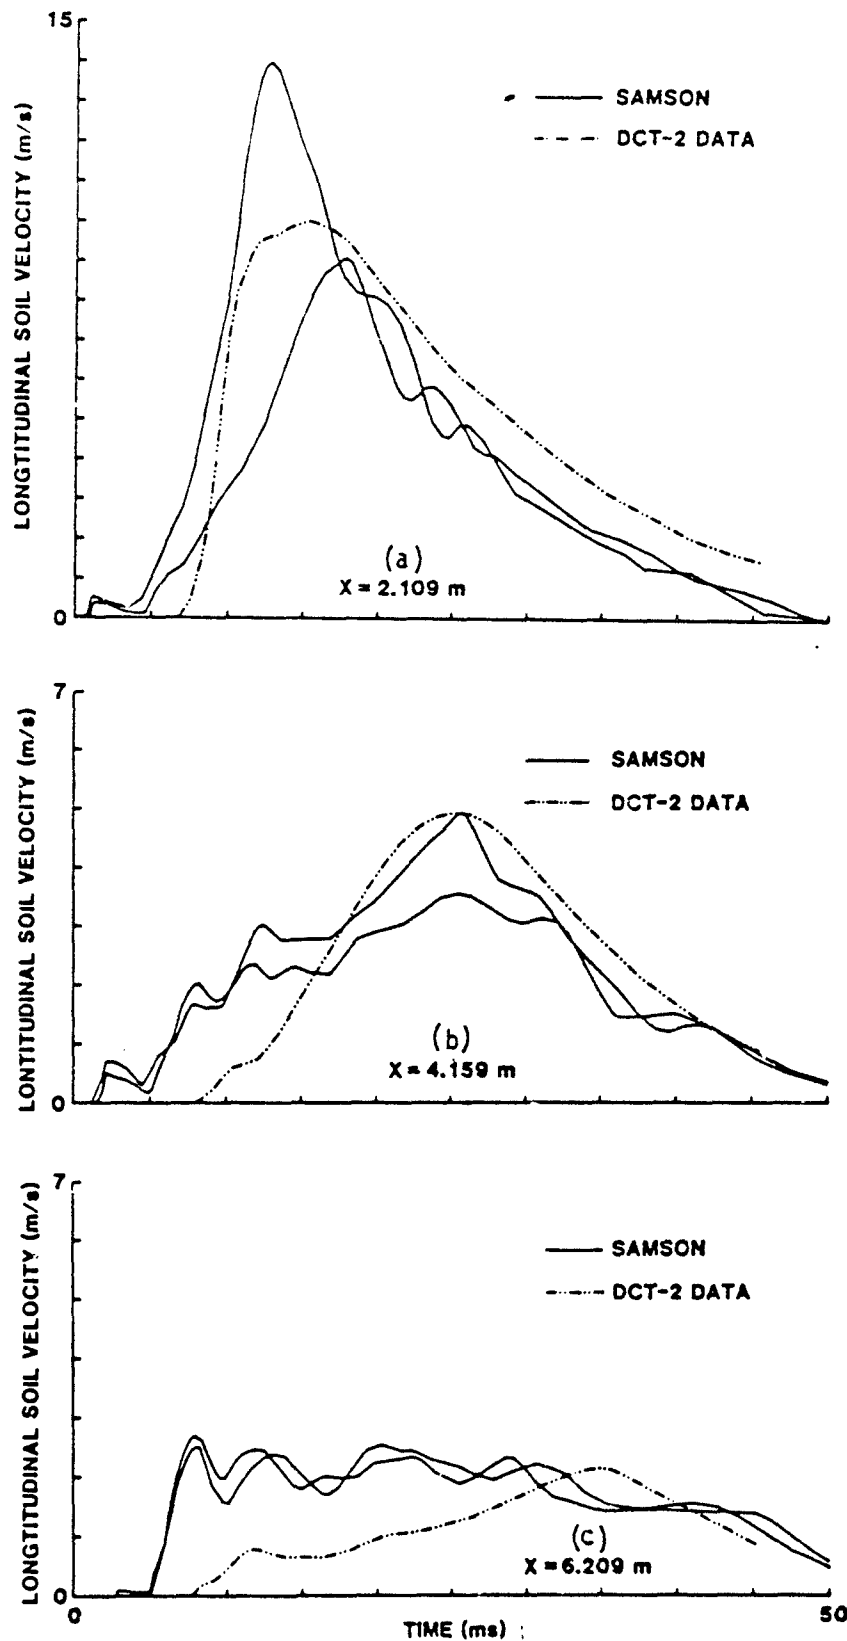 15
LONGTITUDINAL SOIL VELOCITY (m/s)
SAMSON
DCT-2 DATA
(a)
X = 2.109 m
0
7
LONTITUDINAL SOIL VELOCITY (m/s)
SAMSON
DCT-2 DATA
(b)
X = 4.159 m
0
7
LONGTITUDINAL SOIL VELOCITY (m/s)
SAMSON
DCT-2 DATA
(c)
X = 6.209 m
0
0
50
TIME (ms)